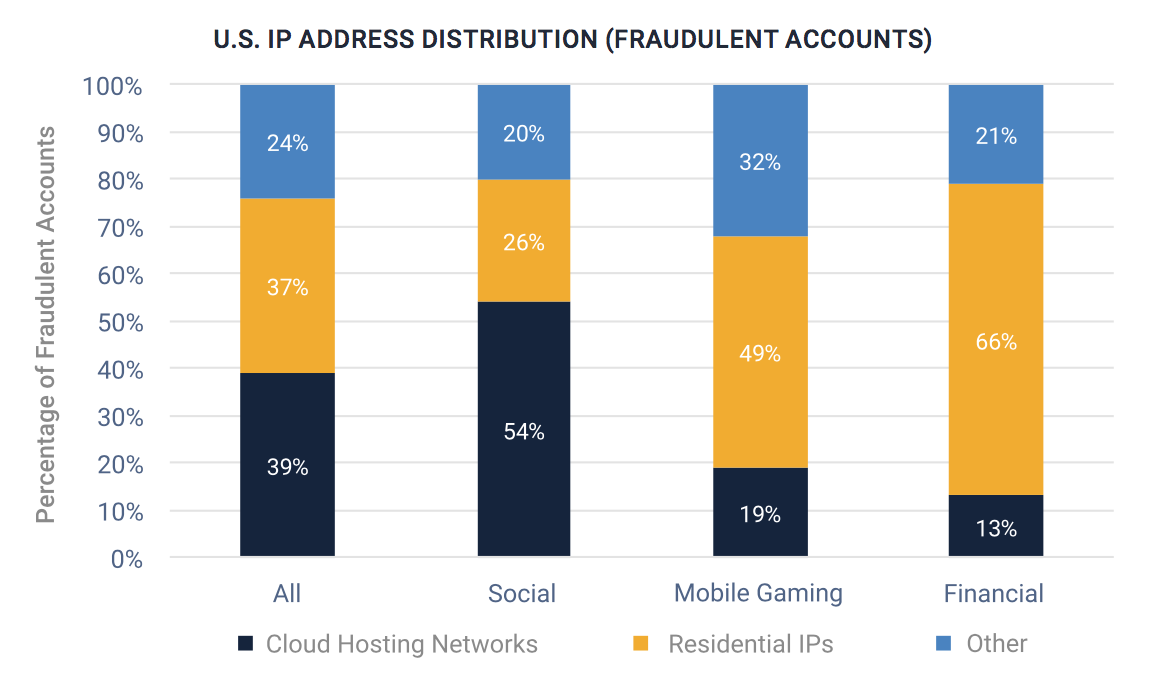 U.S. IP ADDRESS DISTRIBUTION (FRAUDULENT ACCOUNTS)
Percentage of Fraudulent Accounts
100%
90%
80%
70%
60%
50%
40%
30%
20%
10%
0%
24%
37%
39%
20%
26%
54%
32%
49%
19%
21%
66%
13%
All
Social
Mobile Gaming
Financial
Cloud Hosting Networks
Residential IPs
Other